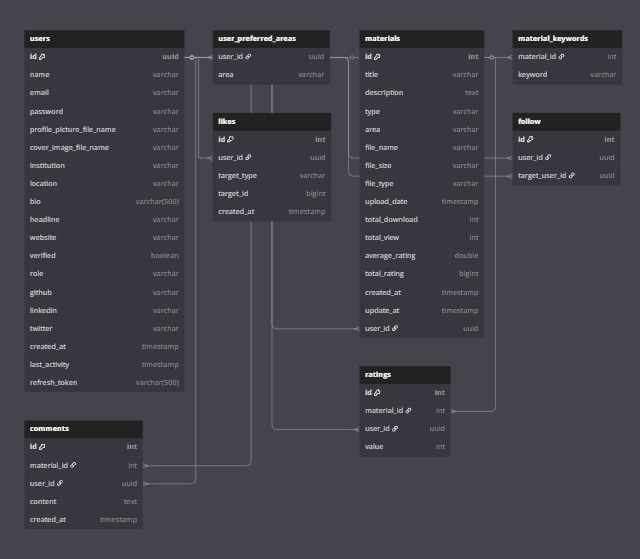 users
id uuid
name varchar
email varchar
password varchar
profile_picture_file_name varchar
cover_image_file_name varchar
institution varchar
location varchar
bio varchar(500)
headline varchar
website varchar
verified boolean
role varchar
github varchar
linkedin varchar
twitter varchar
created_at timestamp
last_activity timestamp
refresh_token varchar(500)
comments
id int
material_id int
user_id uuid
content text
created_at timestamp
user_preferred_areas
user_id uuid
area varchar
likes
id int
user_id uuid
target_type varchar
target_id bigint
created_at timestamp
materials
id int
title varchar
description text
type varchar
area varchar
file_name varchar
file_size varchar
file_type varchar
upload_date timestamp
total_download int
total_view int
average_rating double
total_rating bigint
created_at timestamp
update_at timestamp
user_id uuid
ratings
id int
material_id int
user_id uuid
value int
material_keywords
material_id int
keyword varchar
follow
id int
user_id uuid
target_user_id uuid